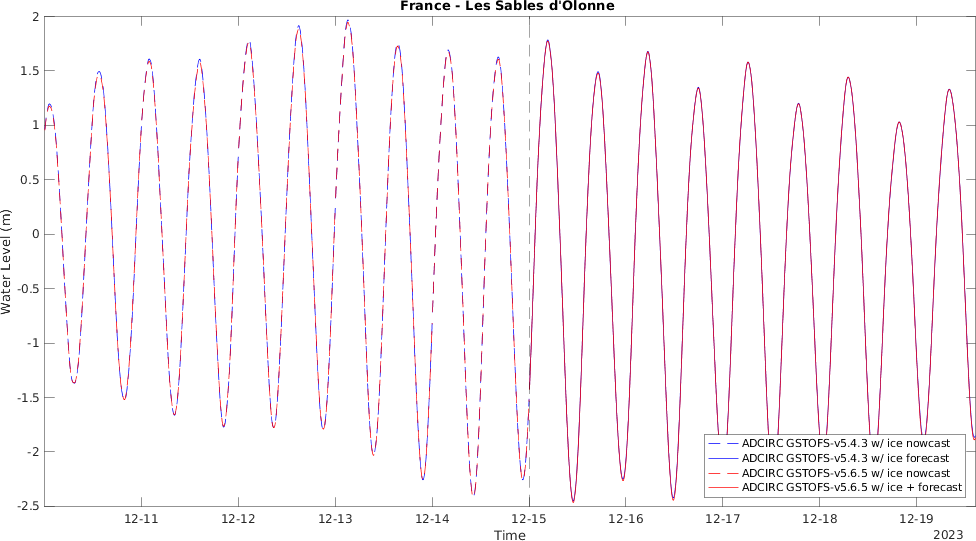 France - Les Sables d'Olonne
2
1.5
1
0.5
0
-0.5
-1
-1.5
-2
-2.5
Water Level (m)
12-11
12-12
12-13
12-14
12-15
12-16
12-17
12-18
12-19
Time
2023
ADCIRC GSTOFS-v5.4.3 w/ ice nowcast
ADCIRC GSTOFS-v5.4.3 w/ ice forecast
ADCIRC GSTOFS-v5.6.5 w/ ice nowcast
ADCIRC GSTOFS-v5.6.5 w/ ice + forecast